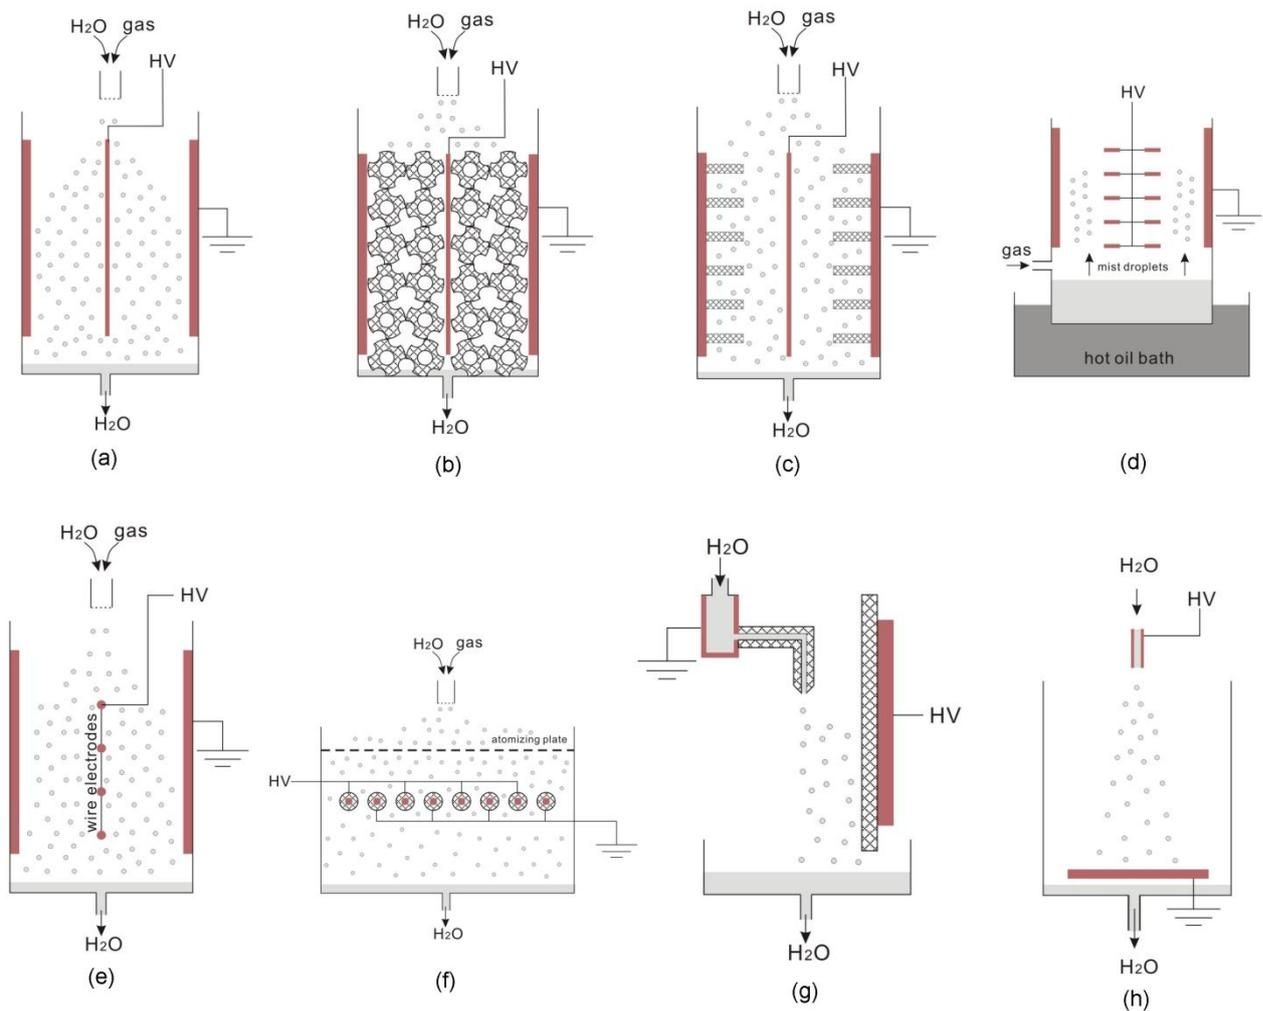 H2O gas
HV
H2O
(a)
H2O gas
HV
H2O
(b)
H2O gas
HV
H2O
(c)
HV
gas
mist droplets
hot oil bath
(d)
H2O gas
HV
wire electrodes
H2O
(e)
H2O gas
atomizing plate
HV
H2O
(f)
H2O
HV
H2O
(g)
H2O
HV
H2O
(h)